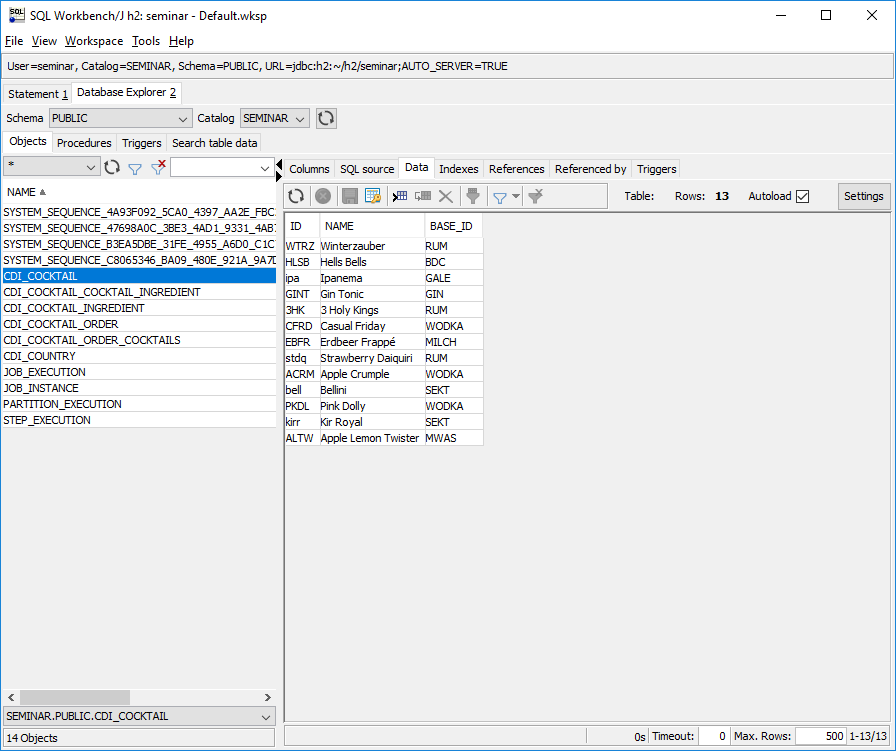 SQL Workbench/J h2: seminar - Default.wksp
File View Workspace Tools Help
User=seminar, Catalog=SEMINAR, Schema=PUBLIC, URL=jdbc:h2:~/h2/seminar;AUTO_SERVER=TRUE
Statement 1 Database Explorer 2
Schema PUBLIC Catalog SEMINAR
Objects Procedures Triggers Search table data
*
NAME
SYSTEM_SEQUENCE_4A93F092_5CA0_4397_AA2E_FBC
SYSTEM_SEQUENCE_47698A0C_3BE3_4AD1_9331_4AB
SYSTEM_SEQUENCE_B3EA5DBE_31FE_4955_A6D0_C1C
SYSTEM_SEQUENCE_C8065346_BA09_480E_921A_9A7D
CDI_COCKTAIL
CDI_COCKTAIL_COCKTAIL_INGREDIENT
CDI_COCKTAIL_INGREDIENT
CDI_COCKTAIL_ORDER
CDI_COCKTAIL_ORDER_COCKTAILS
CDI_COUNTRY
JOB_EXECUTION
JOB_INSTANCE
PARTITION_EXECUTION
STEP_EXECUTION
SEMINAR.PUBLIC.CDI_COCKTAIL
14 Objects
Columns SQL source Data Indexes References Referenced by Triggers
Table: Rows: 13 Autoload Settings
ID NAME BASE_ID
WTRZ Winterzauber RUM
HLSB Hells Bells BDC
ipa Ipanema GALE
GINT Gin Tonic GIN
3HK 3 Holy Kings RUM
CFRD Casual Friday WODKA
EBFR Erdbeer Frappé MILCH
stdq Strawberry Daiquiri RUM
ACRM Apple Crumple WODKA
bell Bellini SEKT
PKDL Pink Dolly WODKA
kirr Kir Royal SEKT
ALTW Apple Lemon Twister MWAS
0s Timeout: 0 Max. Rows: 500 1-13/13